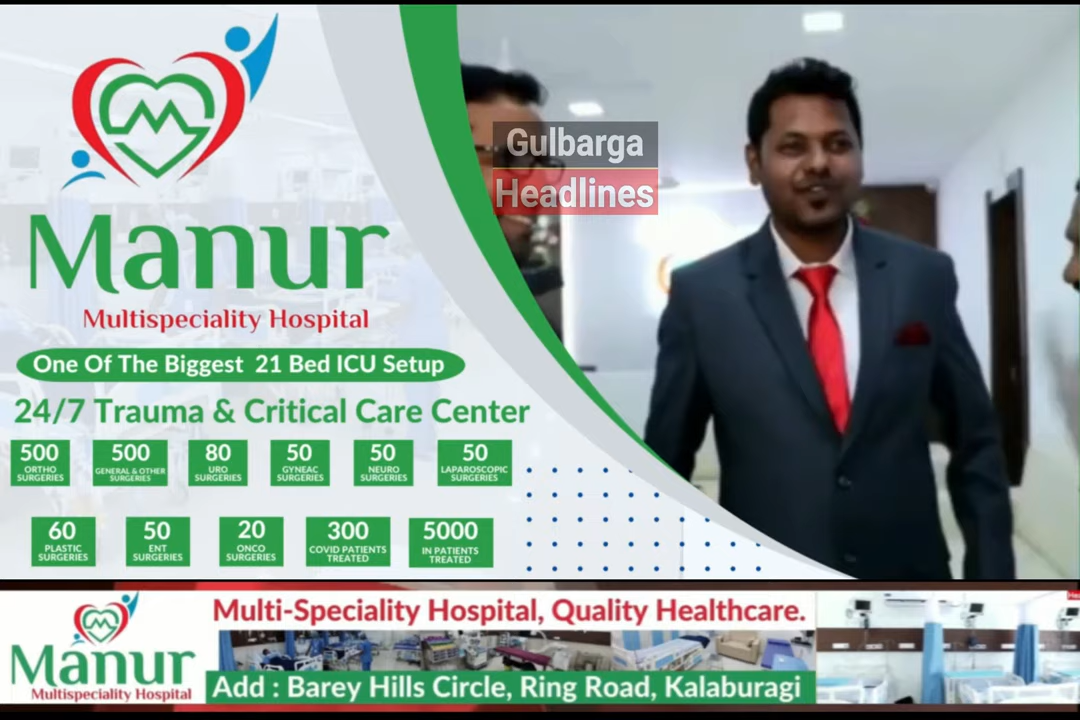 Manur
Multispeciality Hospital
One Of The Biggest 21 Bed ICU Setup
24/7 Trauma & Critical Care Center
500
ORTHO
SURGERIES
500
GENERAL & OTHER
SURGERIES
80
URO
SURGERIES
50
GYNEAC
SURGERIES
50
NEURO
SURGERIES
50
LAPAROSCOPIC
SURGERIES
60
PLASTIC
SURGERIES
50
ENT
SURGERIES
20
ONCO
SURGERIES
300
COVID PATIENTS
TREATED
5000
IN PATIENTS
TREATED
Gulbarga
Headlines
Manur
Multispeciality Hospital
Multi-Speciality Hospital, Quality Healthcare.
Add : Barey Hills Circle, Ring Road, Kalaburagi